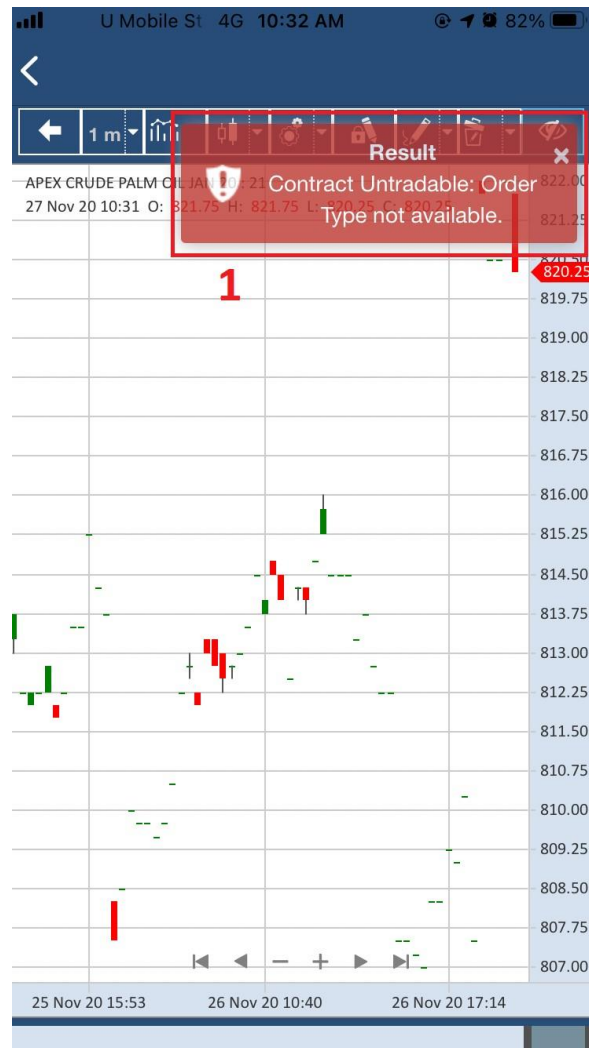 U Mobile St 4G 10:32 AM 82%
1 m
Result
Contract Untradable: Order
Type not available.
APEX CRUDE PALM OIL JAN 20 : 21
27 Nov 20 10:31 O: 821.75 H: 821.75 L: 820.25 C: 820.25
1
822.00
821.25
820.50
820.25
819.75
819.00
818.25
817.50
816.75
816.00
815.25
814.50
813.75
813.00
812.25
811.50
810.75
810.00
809.25
808.50
807.75
807.00
25 Nov 20 15:53 26 Nov 20 10:40 26 Nov 20 17:14